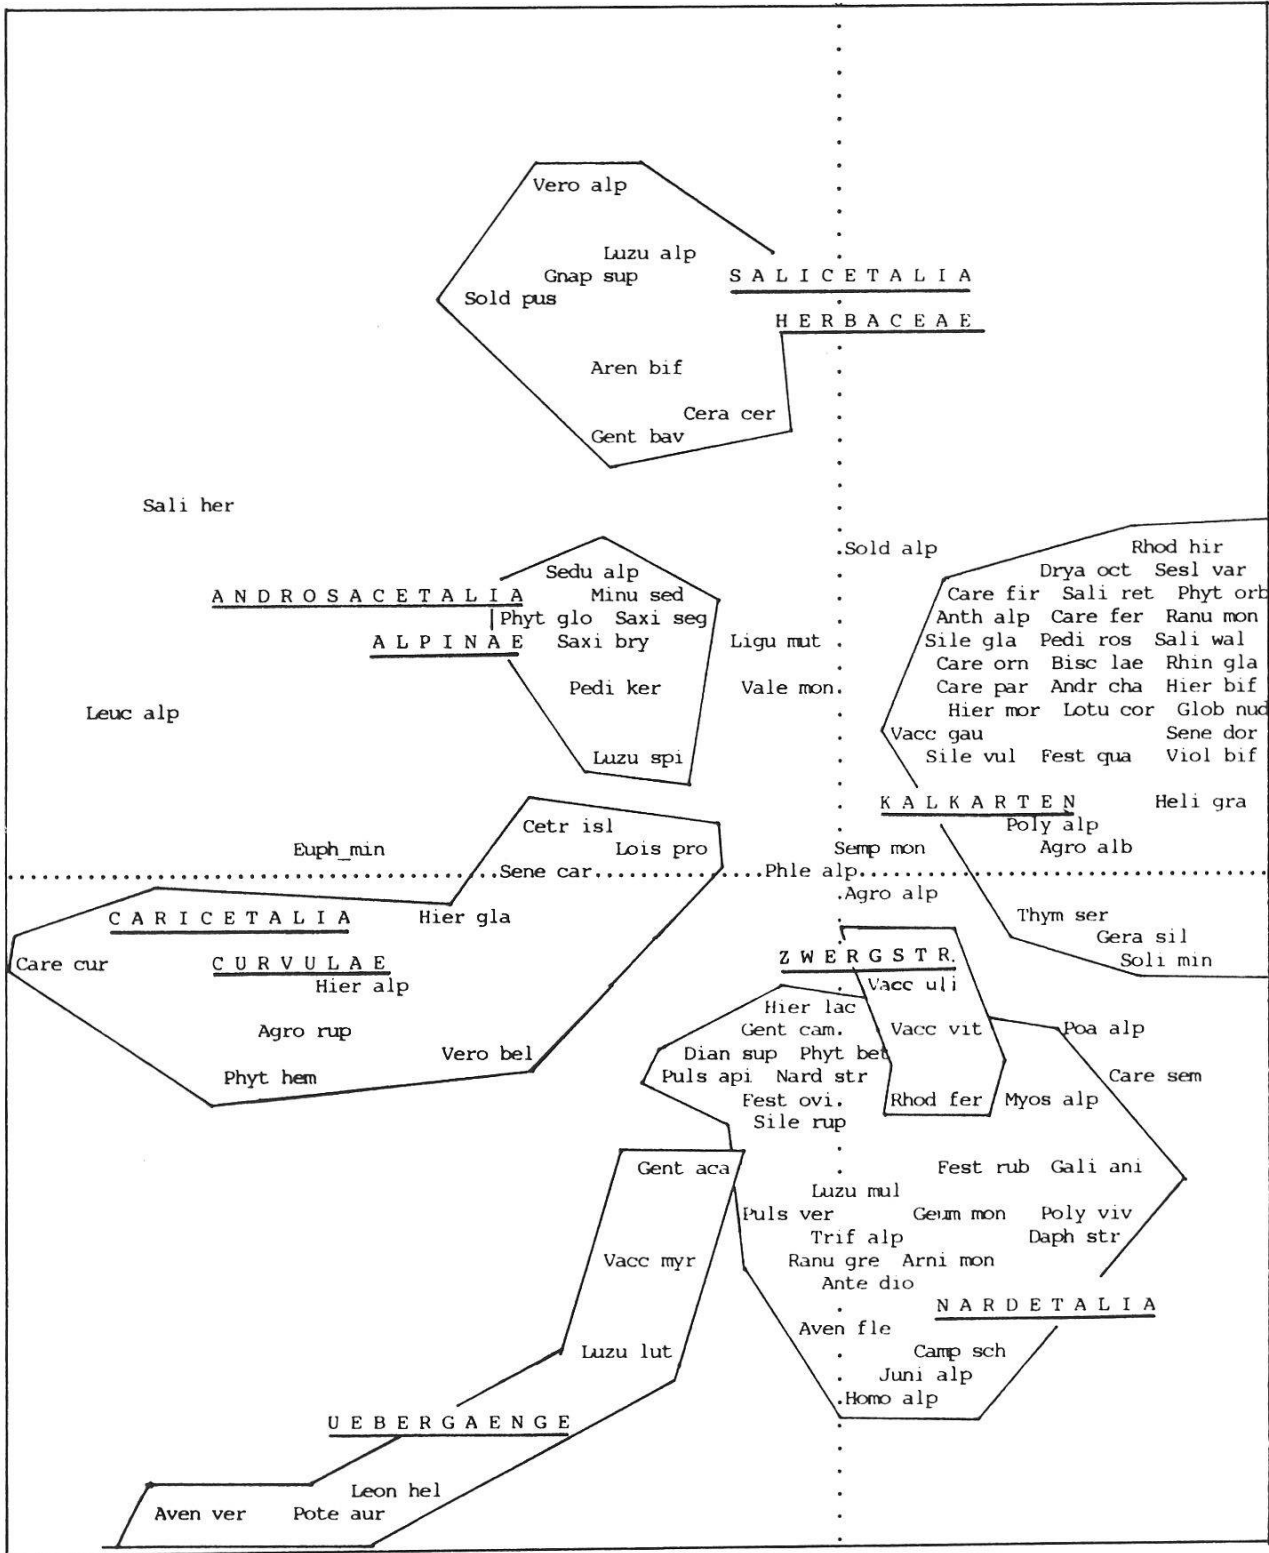 Vero alp
Luzu alp
Gnap sup S A L I C E T A L I A
Sold pus
H E R B A C E A E
Aren bif
Cera cer
Gent bav
Sali her
Sold alp Rhod hir
Sedu alp Drya oct Sesl var
A N D R O S A C E T A L I A Minu sed Care fir Sali ret Phyt orb
Phyt glo Saxi seg Anth alp Care fer Ranu mon
A L P I N A E Saxi bry Ligu mut Sile gla Pedi ros Sali wal
Care orn Bisc lae Rhin gla
Pedi ker Vale mon. Care par Andr cha Hier bif
Leuc alp Hier mor Lotu cor Glob nud
Vacc gau Sene dor
Luzu spi Sile vul Fest qua Viol bif
K A L K A R T E N Heli gra
Cetr isl Poly alp
Euph_min Lois pro Semp mon Agro alb
Sene car Phle alp
Agro alp
C A R I C E T A L I A Hier gla Thym ser
Gera sil
Care cur C U R V U L A E Z W E R G S T R. Soli min
Hier alp Vacc uli
Hier lac
Agro rup Gent cam. Vacc vit Poa alp
Vero bel Dian sup Phyt bet
Phyt hem Puls api Nard str Care sem
Fest ovi. Rhod fer Myos alp
Sile rup
Gent aca Fest rub Gali ani
Luzu mul
Puls ver Geum mon Poly viv
Trif alp Daph str
Vacc myr Ranu gre Arni mon
Ante dio
N A R D E T A L I A
Aven fle
Luzu lut Camp sch
Juni alp
Homo alp
U E B E R G A E N G E
Leon hel
Aven ver Pote aur